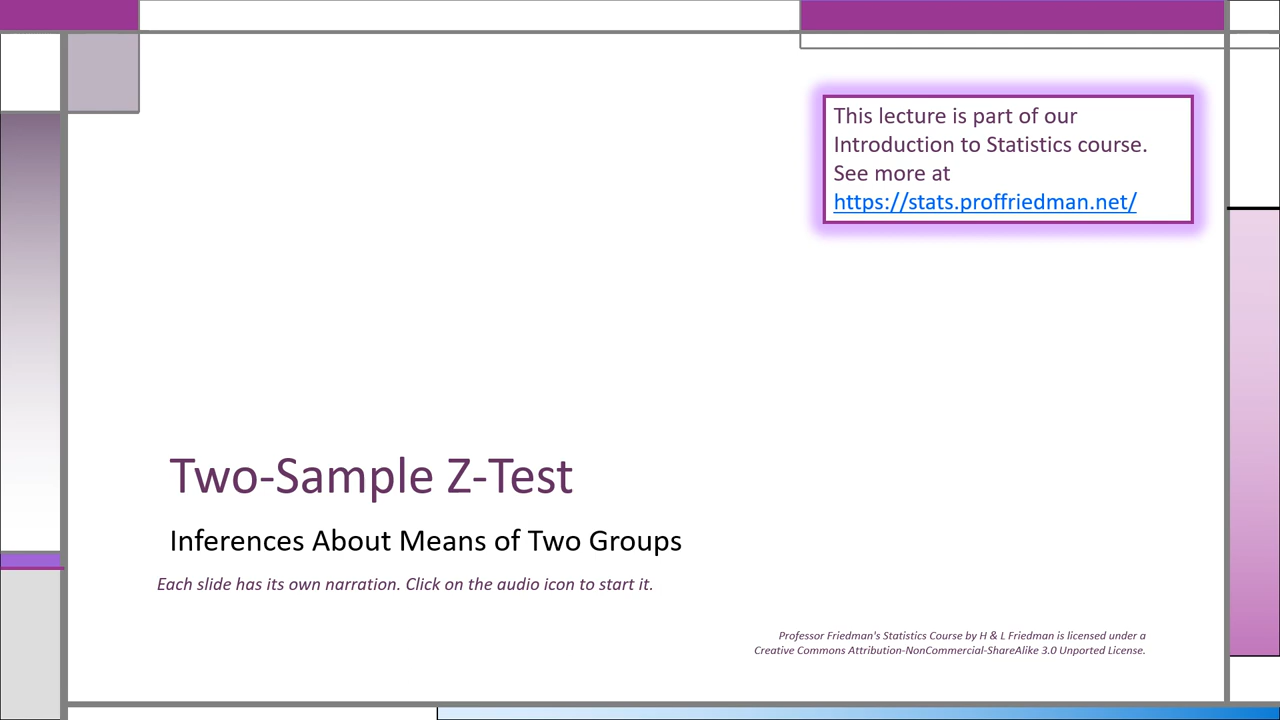 This lecture is part of our
Introduction to Statistics course.
See more at
https://stats.proffriedman.net/
Two-Sample Z-Test
Inferences About Means of Two Groups
Each slide has its own narration. Click on the audio icon to start it.
Professor Friedman's Statistics Course by H & L Friedman is licensed under a
Creative Commons Attribution-NonCommercial-ShareAlike 3.0 Unported License.